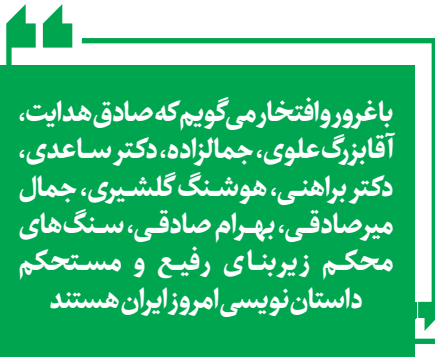 باغرور و افتخار می‌گویم که صادق هدایت،
آقابزرگ علوی، جمالزاده، دکتر ساعدی،
دکتر براهنی، هوشنگ گلشیری، جمال
میرصادقی، بهرام صادقی، سنگ‌های
محکم زیربنای رفیع و مستحکم
داستان‌نویسی امروز ایران هستند